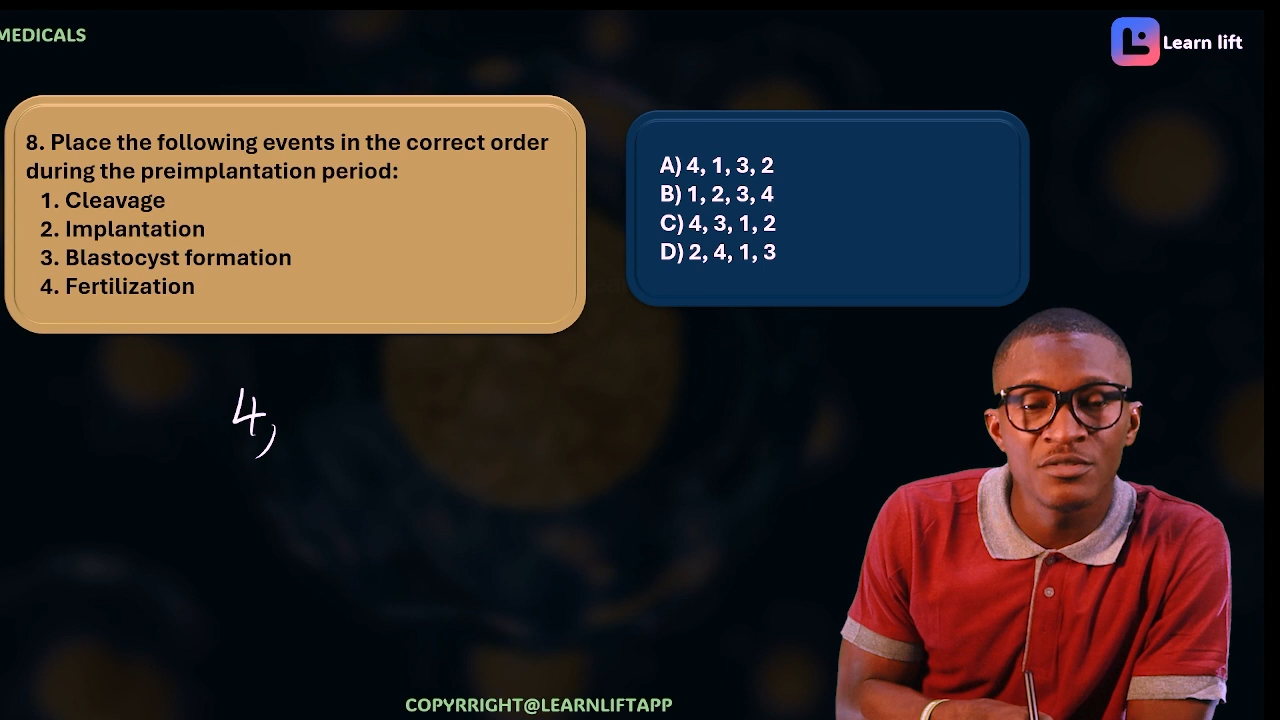 MEDICALS
Learn lift
8. Place the following events in the correct order
during the preimplantation period:
1. Cleavage
2. Implantation
3. Blastocyst formation
4. Fertilization
A) 4, 1, 3, 2
B) 1, 2, 3, 4
C) 4, 3, 1, 2
D) 2, 4, 1, 3
4,
COPYRRIGHT@LEARNLIFTAPP